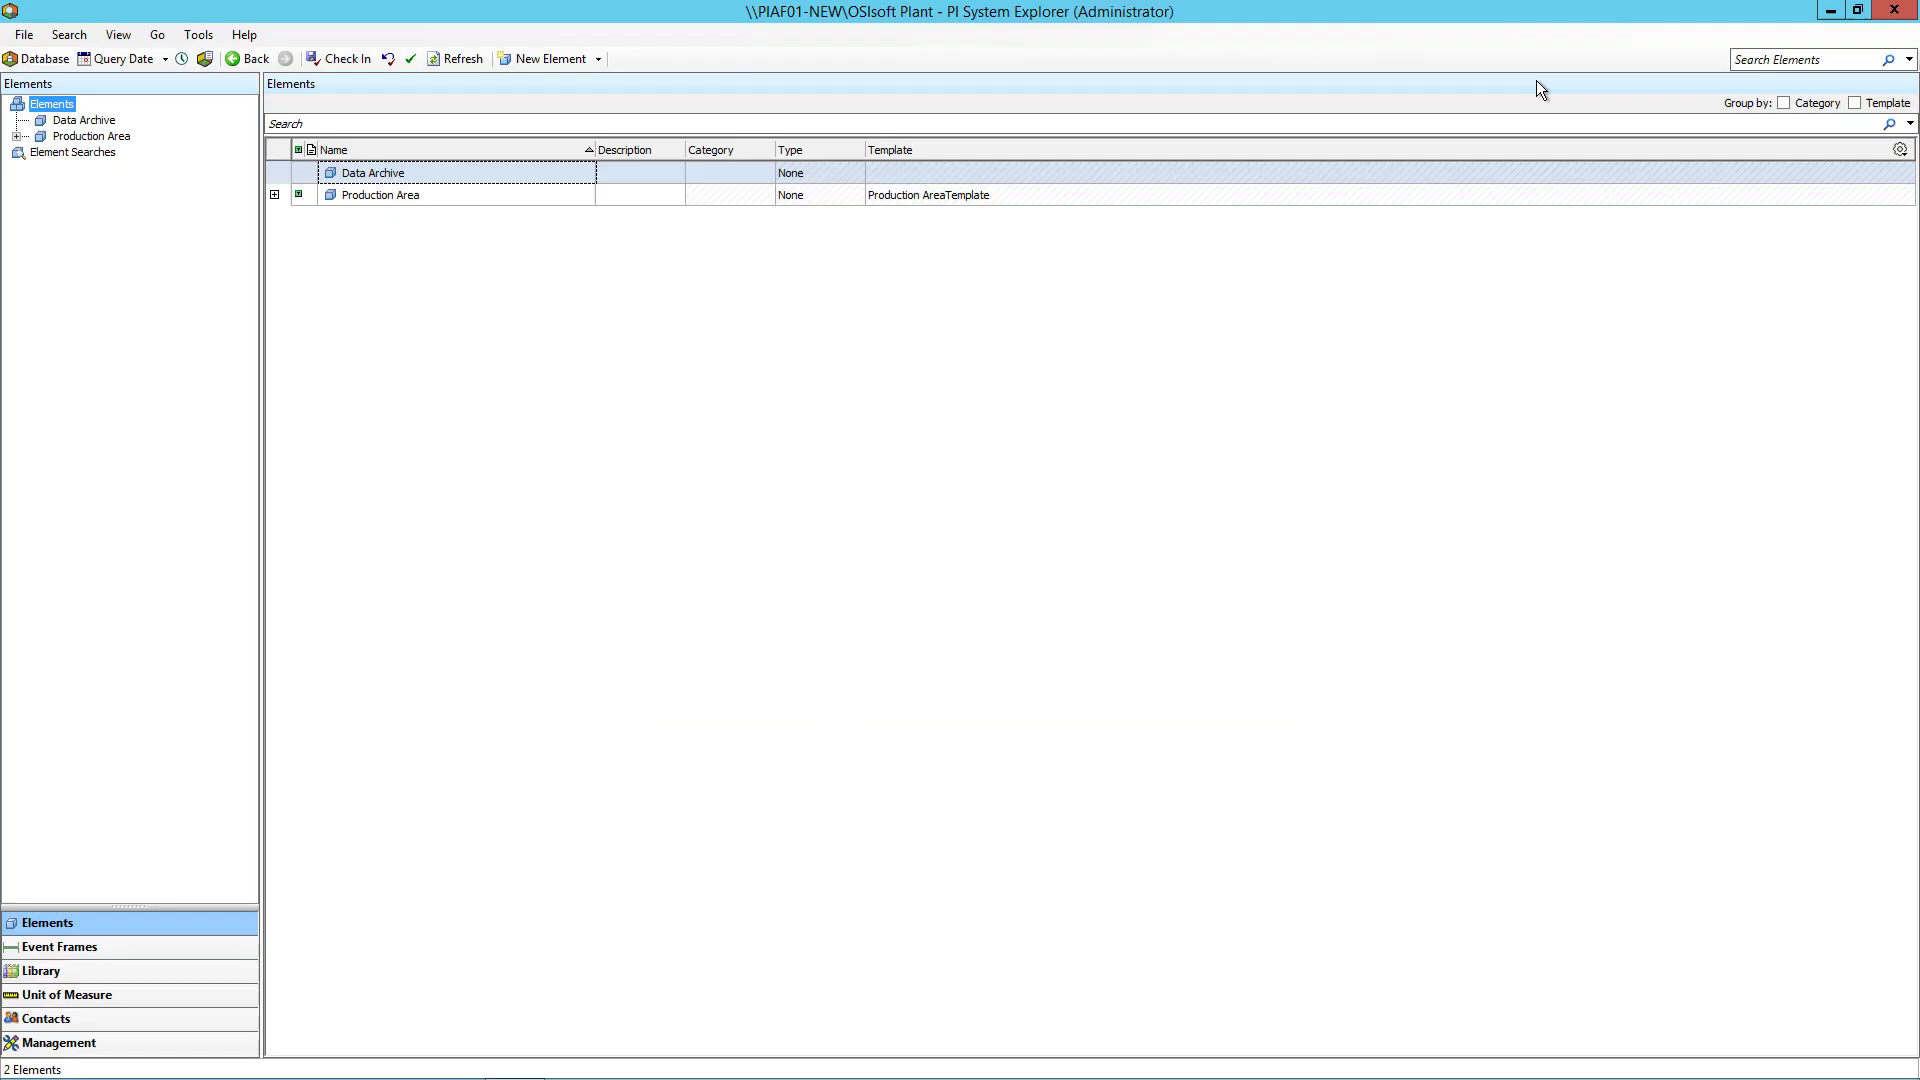 \\PIAF01-NEW\OSIsoft Plant - PI System Explorer (Administrator)
File Search View Go Tools Help
Database Query Date Back Check In Refresh New Element Search Elements
Elements
Elements
Data Archive
Production Area
Element Searches
Elements
Group by: Category Template
Search
Name Description Category Type Template
Data Archive None
Production Area None Production AreaTemplate
Elements
Event Frames
Library
Unit of Measure
Contacts
Management
2 Elements